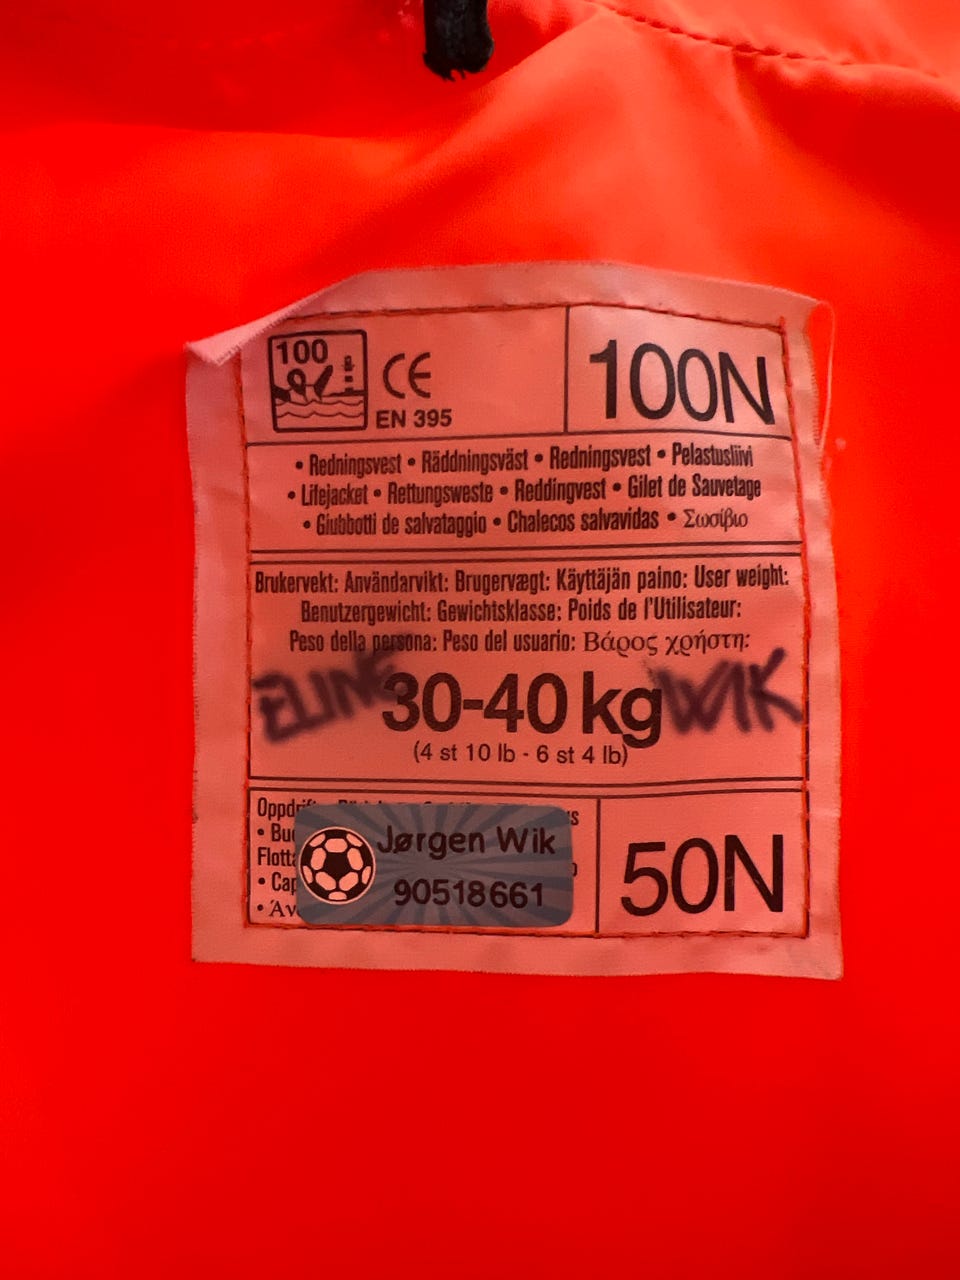 100
CE
EN 395
100N
• Redningsvest • Räddningsväst • Redningsvest • Pelastusliivi
• Lifejacket • Rettungsweste • Reddingvest • Gilet de Sauvetage
• Giubbotti de salvataggio • Chalecos salvavidas • Σωσίβιο
Brukervekt: Användarvikt: Brugervægt: Käyttäjän paino: User weight:
Benutzergewicht: Gewichtsklasse: Poids de l'Utilisateur:
Peso della persona: Peso del usuario: Βάρος χρήστη:
ELINE 30-40 kg WIK
(4 st 10 lb - 6 st 4 lb)
Jørgen Wik
90518661
50N